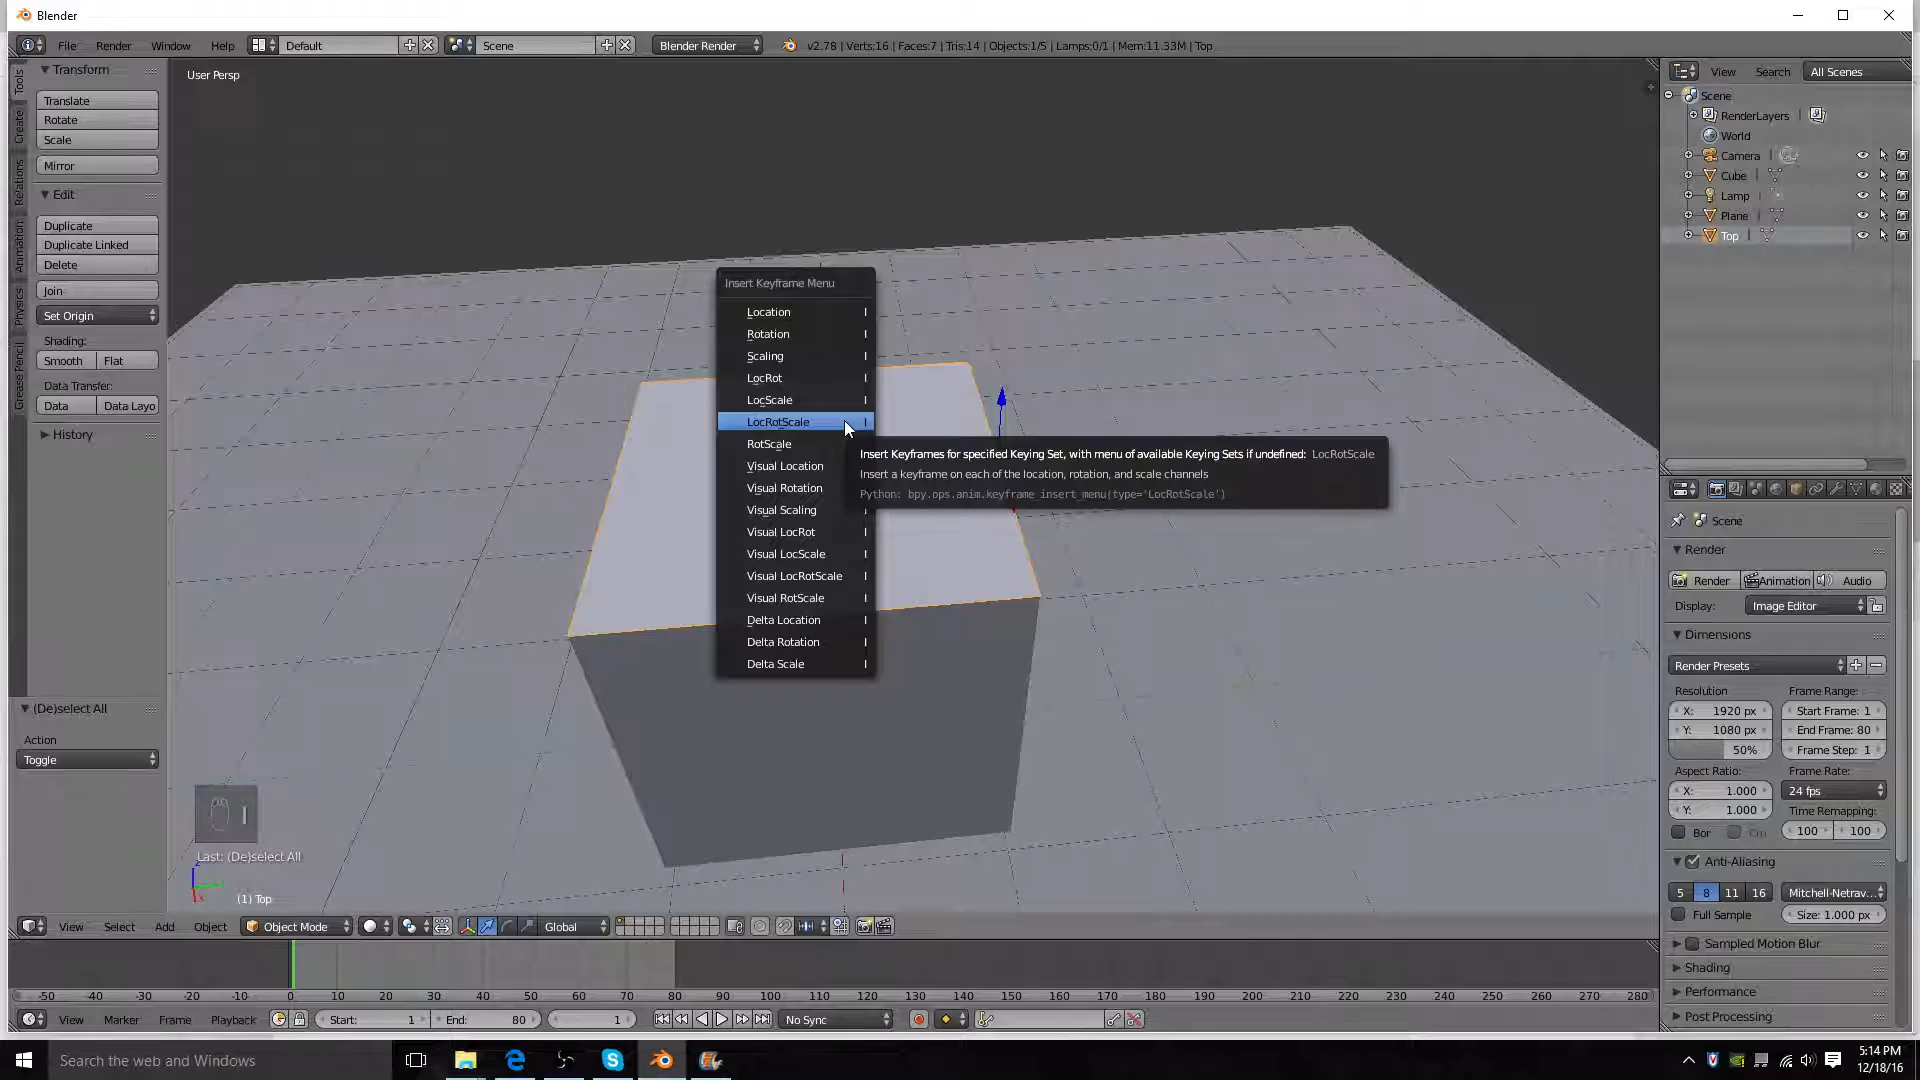 Blender
File Render Window Help Default Scene Blender Render v2.78 | Verts:16 | Faces:7 | Tris:14 | Objects:1/5 | Lamps:0/1 | Mem:11.33M | Top
Tools
Create
Relations
Animation
Physics
Grease Pencil
Transform
Translate
Rotate
Scale
Mirror
Edit
Duplicate
Duplicate Linked
Delete
Join
Set Origin
Shading:
Smooth Flat
Data Transfer:
Data Data Layo
History
(De)select All
Action
Toggle
User Persp
Insert Keyframe Menu
Location I
Rotation I
Scaling I
LocRot I
LocScale I
LocRotScale I
RotScale
Visual Location
Visual Rotation
Visual Scaling I
Visual LocRot I
Visual LocScale I
Visual LocRotScale I
Visual RotScale I
Delta Location I
Delta Rotation I
Delta Scale I
Insert Keyframes for specified Keying Set, with menu of available Keying Sets if undefined: LocRotScale
Insert a keyframe on each of the location, rotation, and scale channels
Python: bpy.ops.anim.keyframe_insert_menu(type='LocRotScale')
I
Last: (De)select All
z
x
(1) Top
View Select Add Object Object Mode Global
-50 -40 -30 -20 -10 0 10 20 30 40 50 60 70 80 90 100 110 120 130 140 150 160 170 180 190 200 210 220 230 240 250 260 270 280
View Marker Frame Playback Start: 1 End: 80 1 No Sync
View Search All Scenes
Scene
RenderLayers
World
Camera
Cube
Lamp
Plane
Top
Scene
Render
Render Animation Audio
Display: Image Editor
Dimensions
Render Presets
Resolution Frame Range:
X: 1920 px Start Frame: 1
Y: 1080 px End Frame: 80
50% Frame Step: 1
Aspect Ratio: Frame Rate:
X: 1.000 24 fps
Y: 1.000 Time Remapping:
Bor 100 100
Anti-Aliasing
5 8 11 16 Mitchell-Netrav...
Full Sample Size: 1.000 px
Sampled Motion Blur
Shading
Performance
Post Processing
Search the web and Windows
5:14 PM
12/18/16